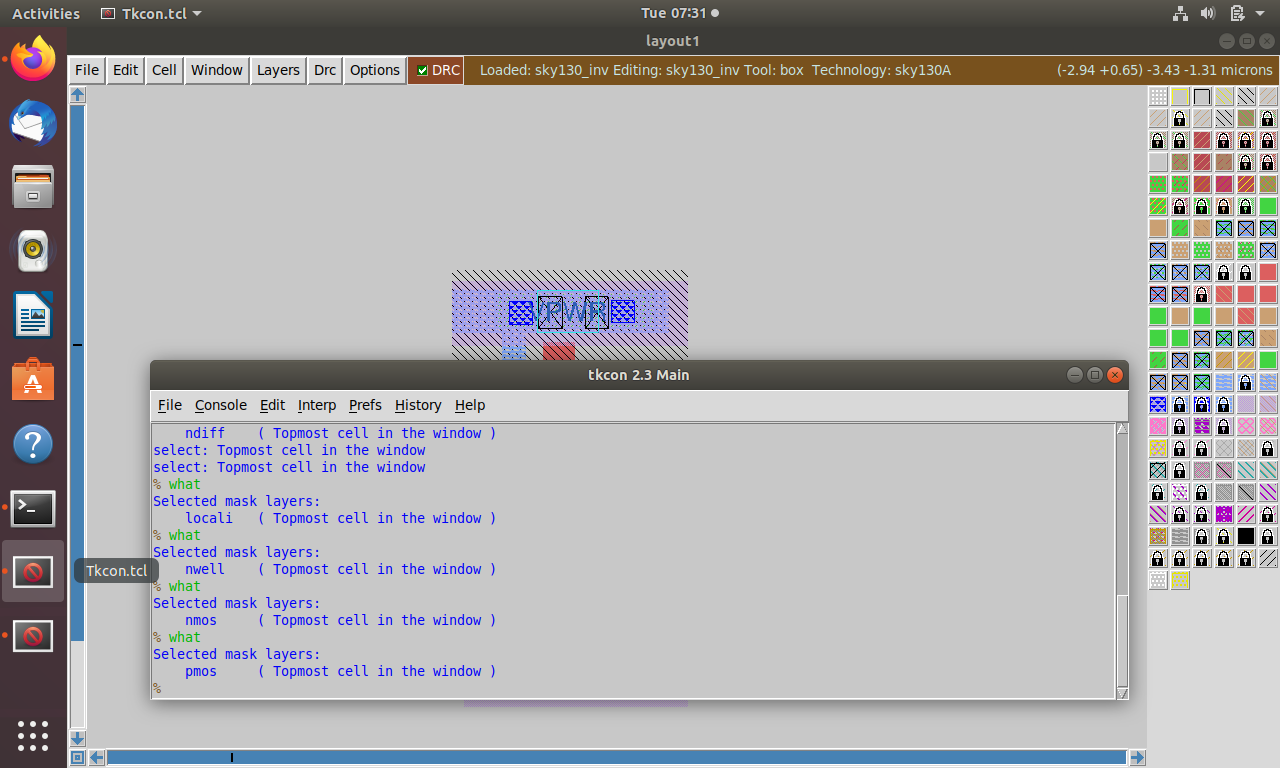 Activities Tkcon.tcl Tue 07:31
layout1
File Edit Cell Window Layers Drc Options DRC Loaded: sky130_inv Editing: sky130_inv Tool: box Technology: sky130A (-2.94 +0.65) -3.43 -1.31 microns
VPWR
tkcon 2.3 Main
File Console Edit Interp Prefs History Help
ndiff ( Topmost cell in the window )
select: Topmost cell in the window
select: Topmost cell in the window
% what
Selected mask layers:
locali ( Topmost cell in the window )
% what
Selected mask layers:
nwell ( Topmost cell in the window )
% what
Selected mask layers:
nmos ( Topmost cell in the window )
% what
Selected mask layers:
pmos ( Topmost cell in the window )
%
Tkcon.tcl